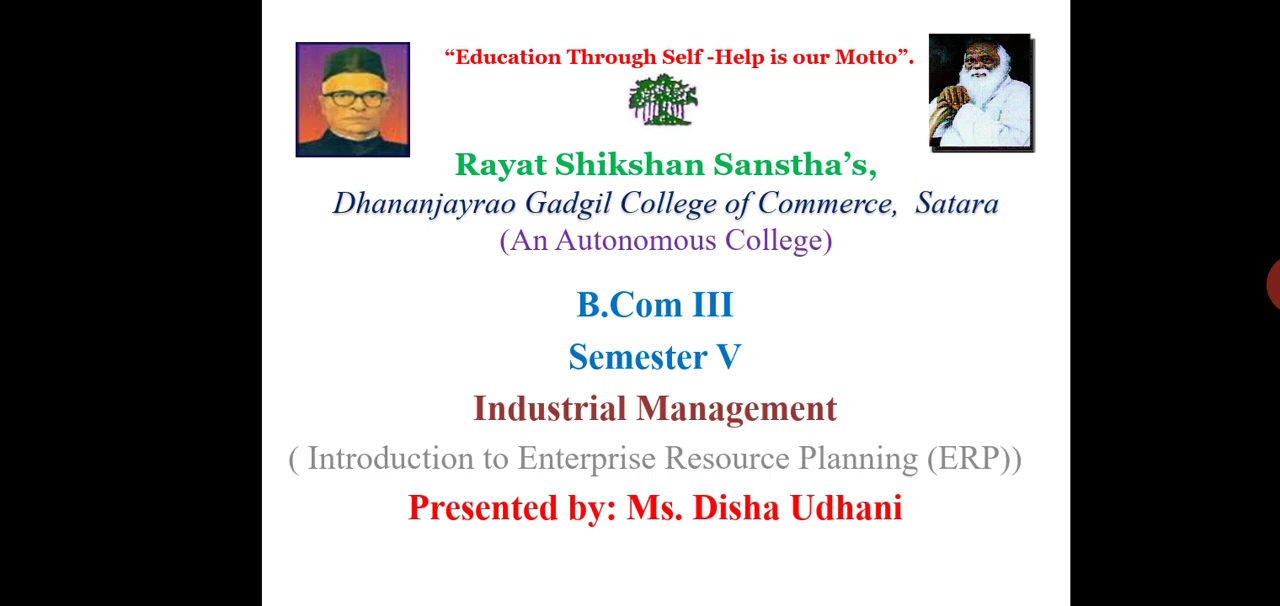 “Education Through Self -Help is our Motto”.
Rayat Shikshan Sanstha’s,
Dhananjayrao Gadgil College of Commerce, Satara
(An Autonomous College)
B.Com III
Semester V
Industrial Management
( Introduction to Enterprise Resource Planning (ERP))
Presented by: Ms. Disha Udhani